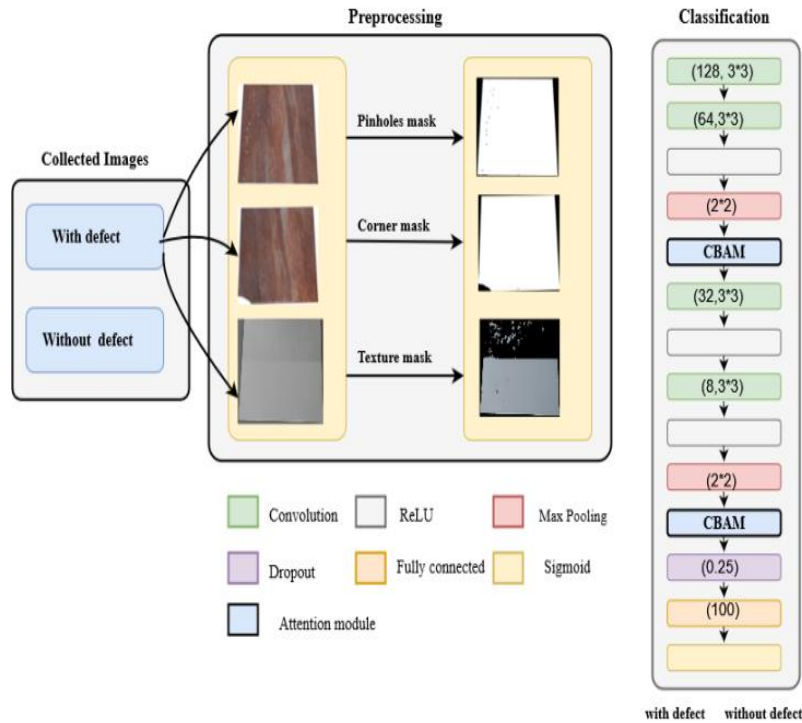 Preprocessing
Classification
Collected Images
With defect
Without defect
Pinholes mask
Corner mask
Texture mask
(128, 3*3)
(64,3*3)
(2*2)
CBAM
(32,3*3)
(8,3*3)
(2*2)
CBAM
(0.25)
(100)
with defect without defect
Convolution
ReLU
Max Pooling
Dropout
Fully connected
Sigmoid
Attention module